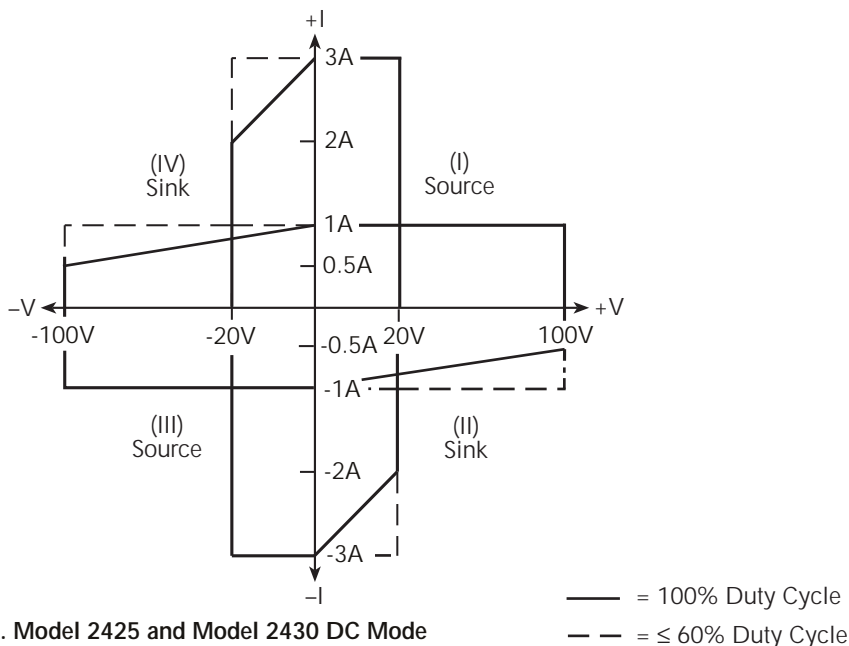 +I
3A
2A
(IV)
Sink
(I)
Source
1A
0.5A
–V
+V
-100V
-20V
-0.5A
20V
100V
-1A
(III)
Source
(II)
Sink
-2A
-3A
–I
= 100% Duty Cycle
. Model 2425 and Model 2430 DC Mode
= ≤ 60% Duty Cycle